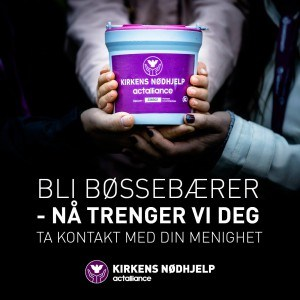 KIRKENS NØDHJELP
actalliance
BLI BØSSEBÆRER
- NÅ TRENGER VI DEG
TA KONTAKT MED DIN MENIGHET
KIRKENS NØDHJELP
actalliance